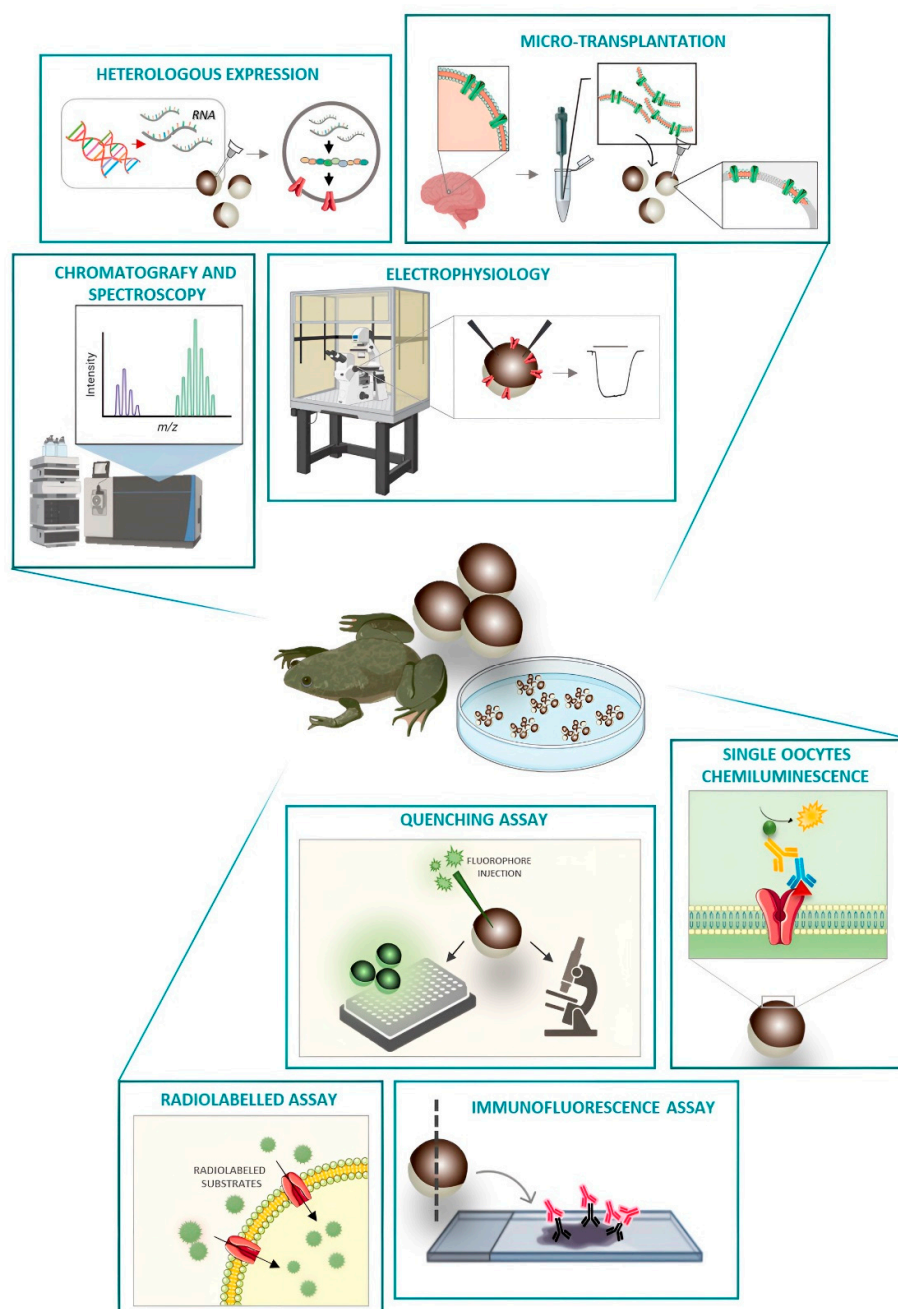 MICRO-TRANSPLANTATION
HETEROLOGOUS EXPRESSION
RNA
CHROMATOGRAFY AND
SPECTROSCOPY
Intensity
m/z
ELECTROPHYSIOLOGY
SINGLE OOCYTES
CHEMILUMINESCENCE
QUENCHING ASSAY
FLUOROPHORE
INJECTION
RADIOLABELLED ASSAY
RADIOLABELED
SUBSTRATES
IMMUNOFLUORESCENCE ASSAY